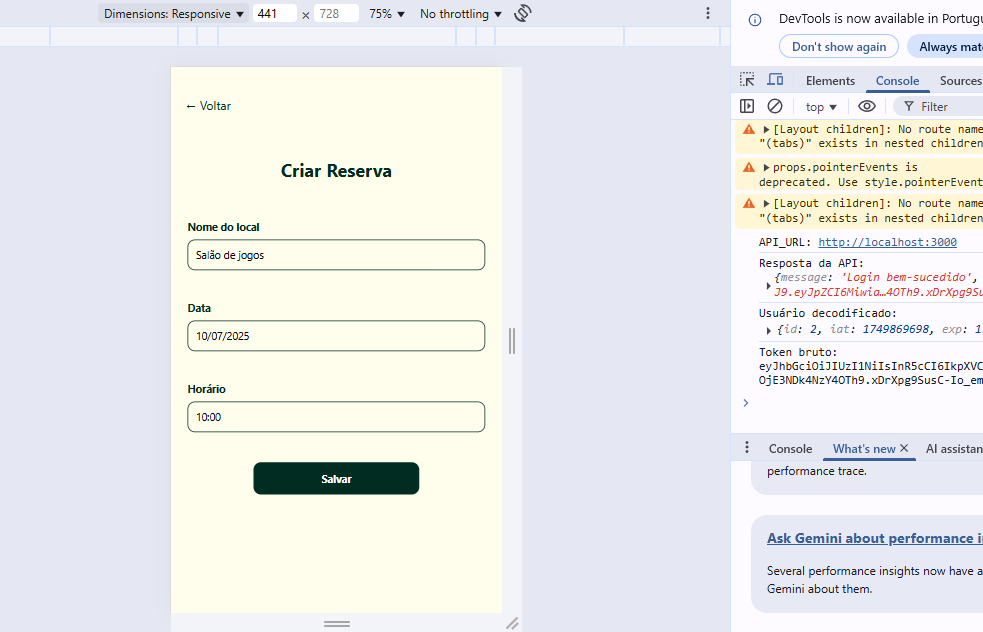 Dimensions: Responsive ▼ 441 × 728 75% ▼ No throttling ▼
← Voltar
Criar Reserva
Nome do local
Salão de jogos
Data
10/07/2025
Horário
10:00
Salvar
DevTools is now available in Portugu
Don't show again
Always mat
Elements Console Sources
top ▼ Filter
[Layout children]: No route name
"(tabs)" exists in nested children
props.pointerEvents is
deprecated. Use style.pointerEvent
[Layout children]: No route name
"(tabs)" exists in nested children
API_URL: http://localhost:3000
Resposta da API:
{message: 'Login bem-sucedido',
J9.eyJpZCI6Miwia…4OTh9.xDrXpg9Su
Usuário decodificado:
{id: 2, iat: 1749869698, exp: 1
Token bruto:
eyJhbGciOiJIUzI1NiIsInR5cCI6IkpXVC
OjE3NDk4NzY4OTh9.xDrXpg9SusC-Io_em
Console What's new × AI assistan
performance trace.
Ask Gemini about performance i
Several performance insights now have a
Gemini about them.